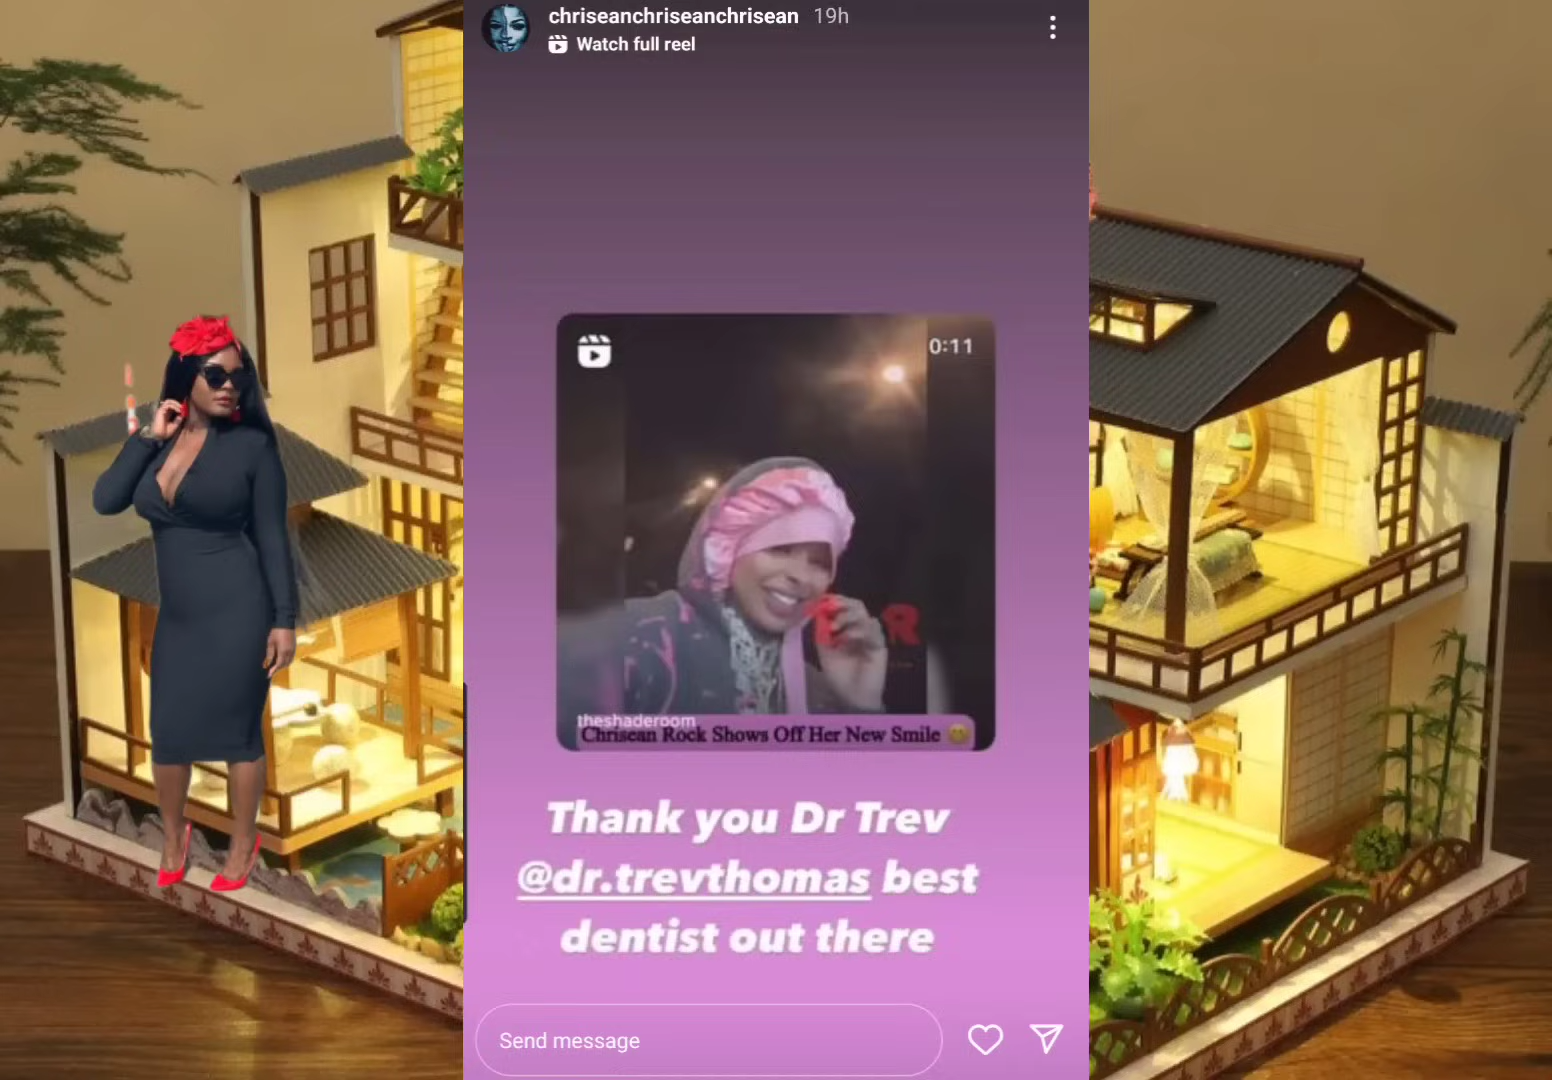 chriseanchriseanchrisean 19h
Watch full reel
0:11
R
theshaderoom
Chrisean Rock Shows Off Her New Smile
Thank you Dr Trev
@dr.trevthomas best
dentist out there
Send message